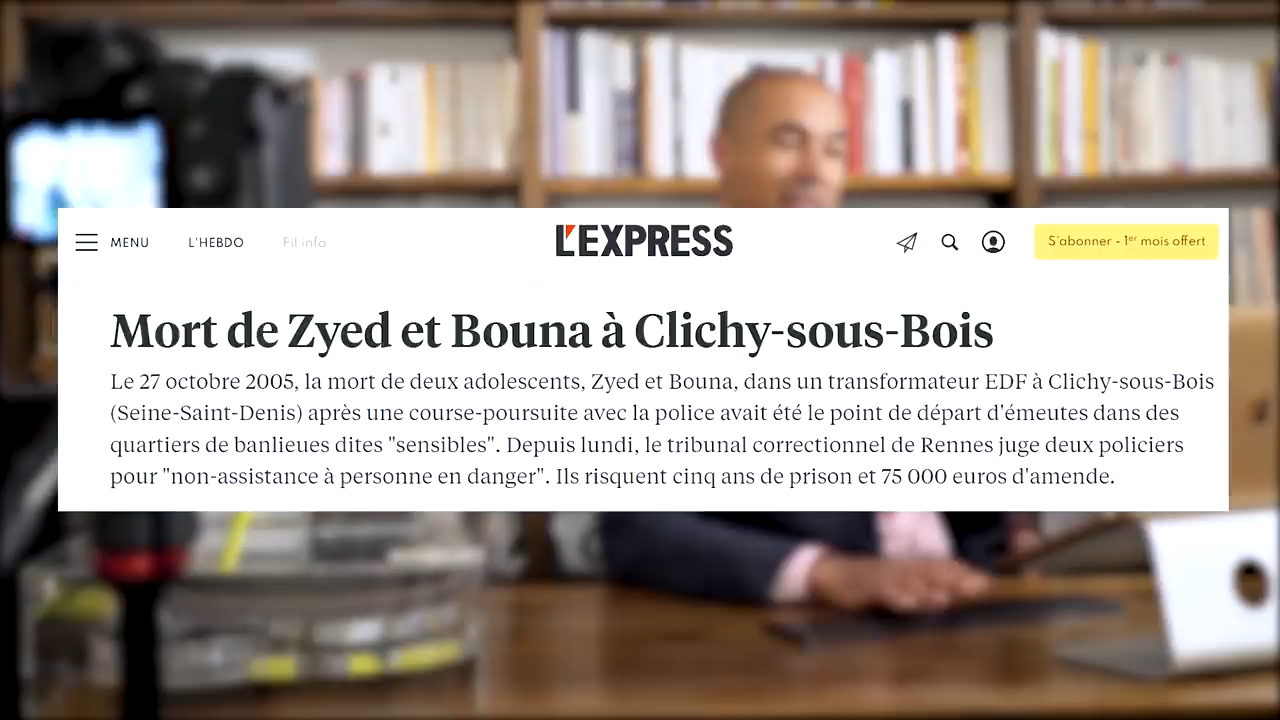 MENU L'HEBDO Fil info L'EXPRESS S'abonner - 1er mois offert
Mort de Zyed et Bouna à Clichy-sous-Bois
Le 27 octobre 2005, la mort de deux adolescents, Zyed et Bouna, dans un transformateur EDF à Clichy-sous-Bois
(Seine-Saint-Denis) après une course-poursuite avec la police avait été le point de départ d'émeutes dans des
quartiers de banlieues dites "sensibles". Depuis lundi, le tribunal correctionnel de Rennes juge deux policiers
pour "non-assistance à personne en danger". Ils risquent cinq ans de prison et 75 000 euros d'amende.